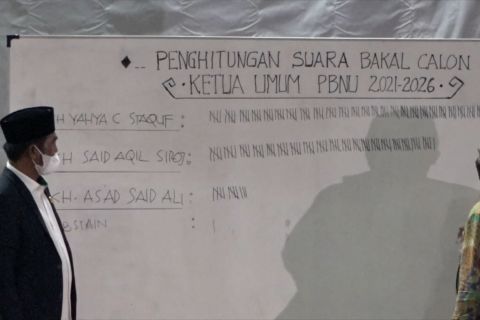 PENGHITUNGAN SUARA BAKAL CALON
KETUA UMUM PBNU 2021-2026
H YAHYA C STAQUF :
H SAID AQIL SIROJ :
KH. AS'AD SAID ALI :
BSTAIN :